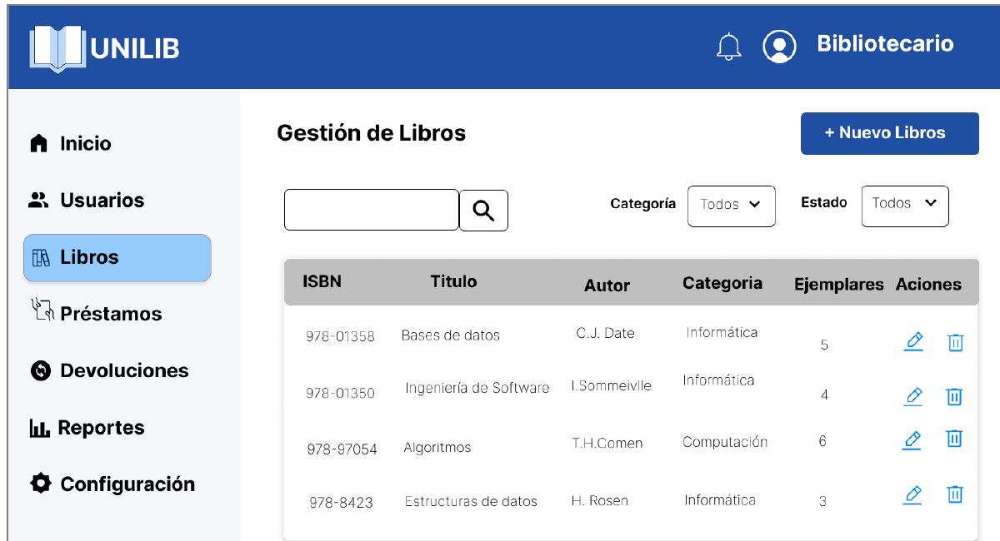 UNILIB
Bibliotecario
Inicio
Usuarios
Libros
Préstamos
Devoluciones
Reportes
Configuración
Gestión de Libros
+ Nuevo Libros
Categoría Todos Estado Todos
ISBN Titulo Autor Categoria Ejemplares Aciones
978-01358 Bases de datos C.J. Date Informática 5
978-01350 Ingeniería de Software I.Sommeivlle Informática 4
978-97054 Algoritmos T.H.Comen Computación 6
978-8423 Estructuras de datos H. Rosen Informática 3